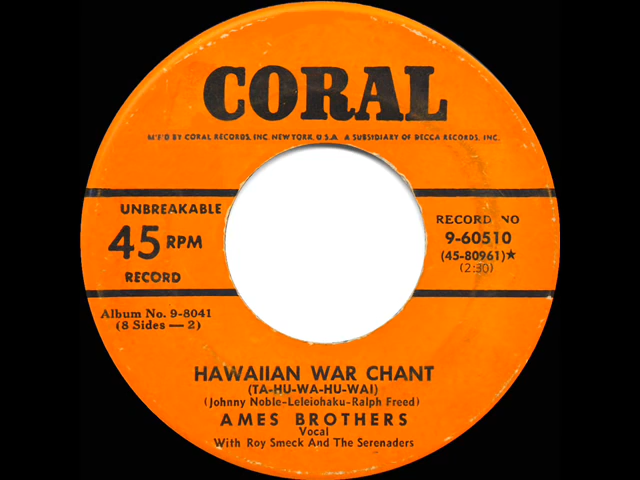 CORAL
M'F'D BY CORAL RECORDS, INC. NEW YORK, U.S.A. A SUBSIDIARY OF DECCA RECORDS, INC.
UNBREAKABLE
45 RPM
RECORD
RECORD NO
9-60510
(45-80961)★
(2:30)
Album No. 9-8041
(8 Sides — 2)
HAWAIIAN WAR CHANT
(TA-HU-WA-HU-WAI)
(Johnny Noble-Leleiohaku-Ralph Freed)
AMES BROTHERS
Vocal
With Roy Smeck And The Serenaders